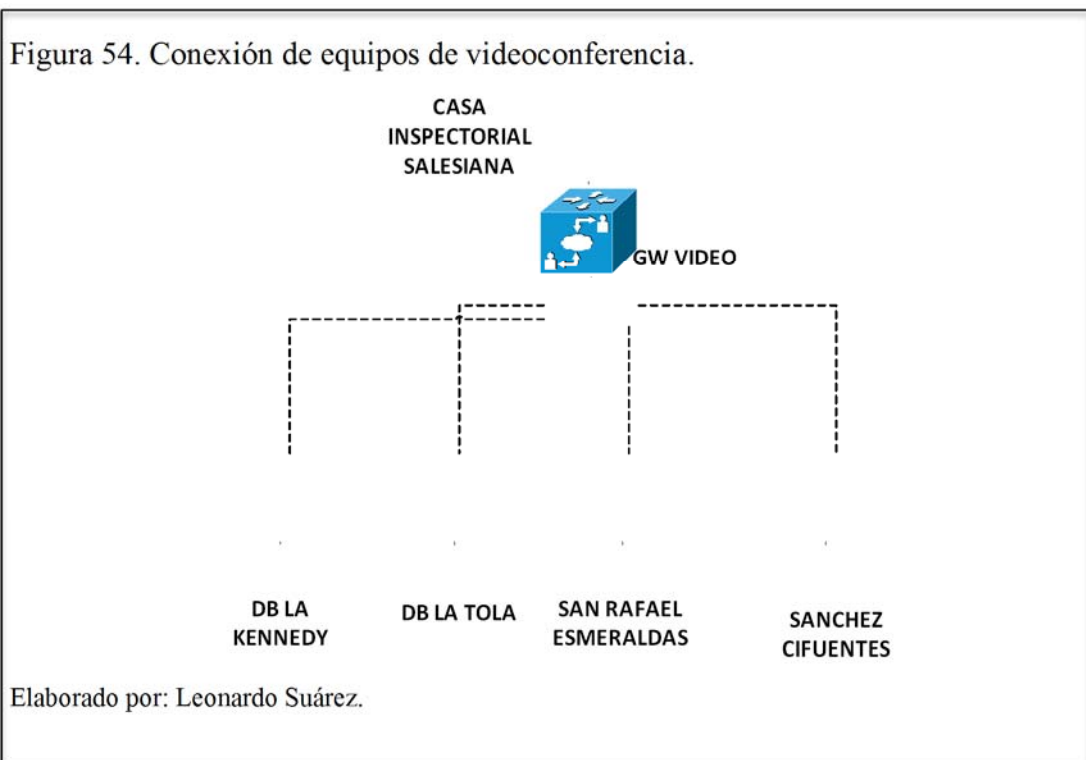 Figura 54. Conexión de equipos de videoconferencia.
CASA
INSPECTORIAL
SALESIANA
GW VIDEO
DB LA
KENNEDY
DB LA TOLA
SAN RAFAEL
ESMERALDAS
SANCHEZ
CIFUENTES
Elaborado por: Leonardo Suárez.